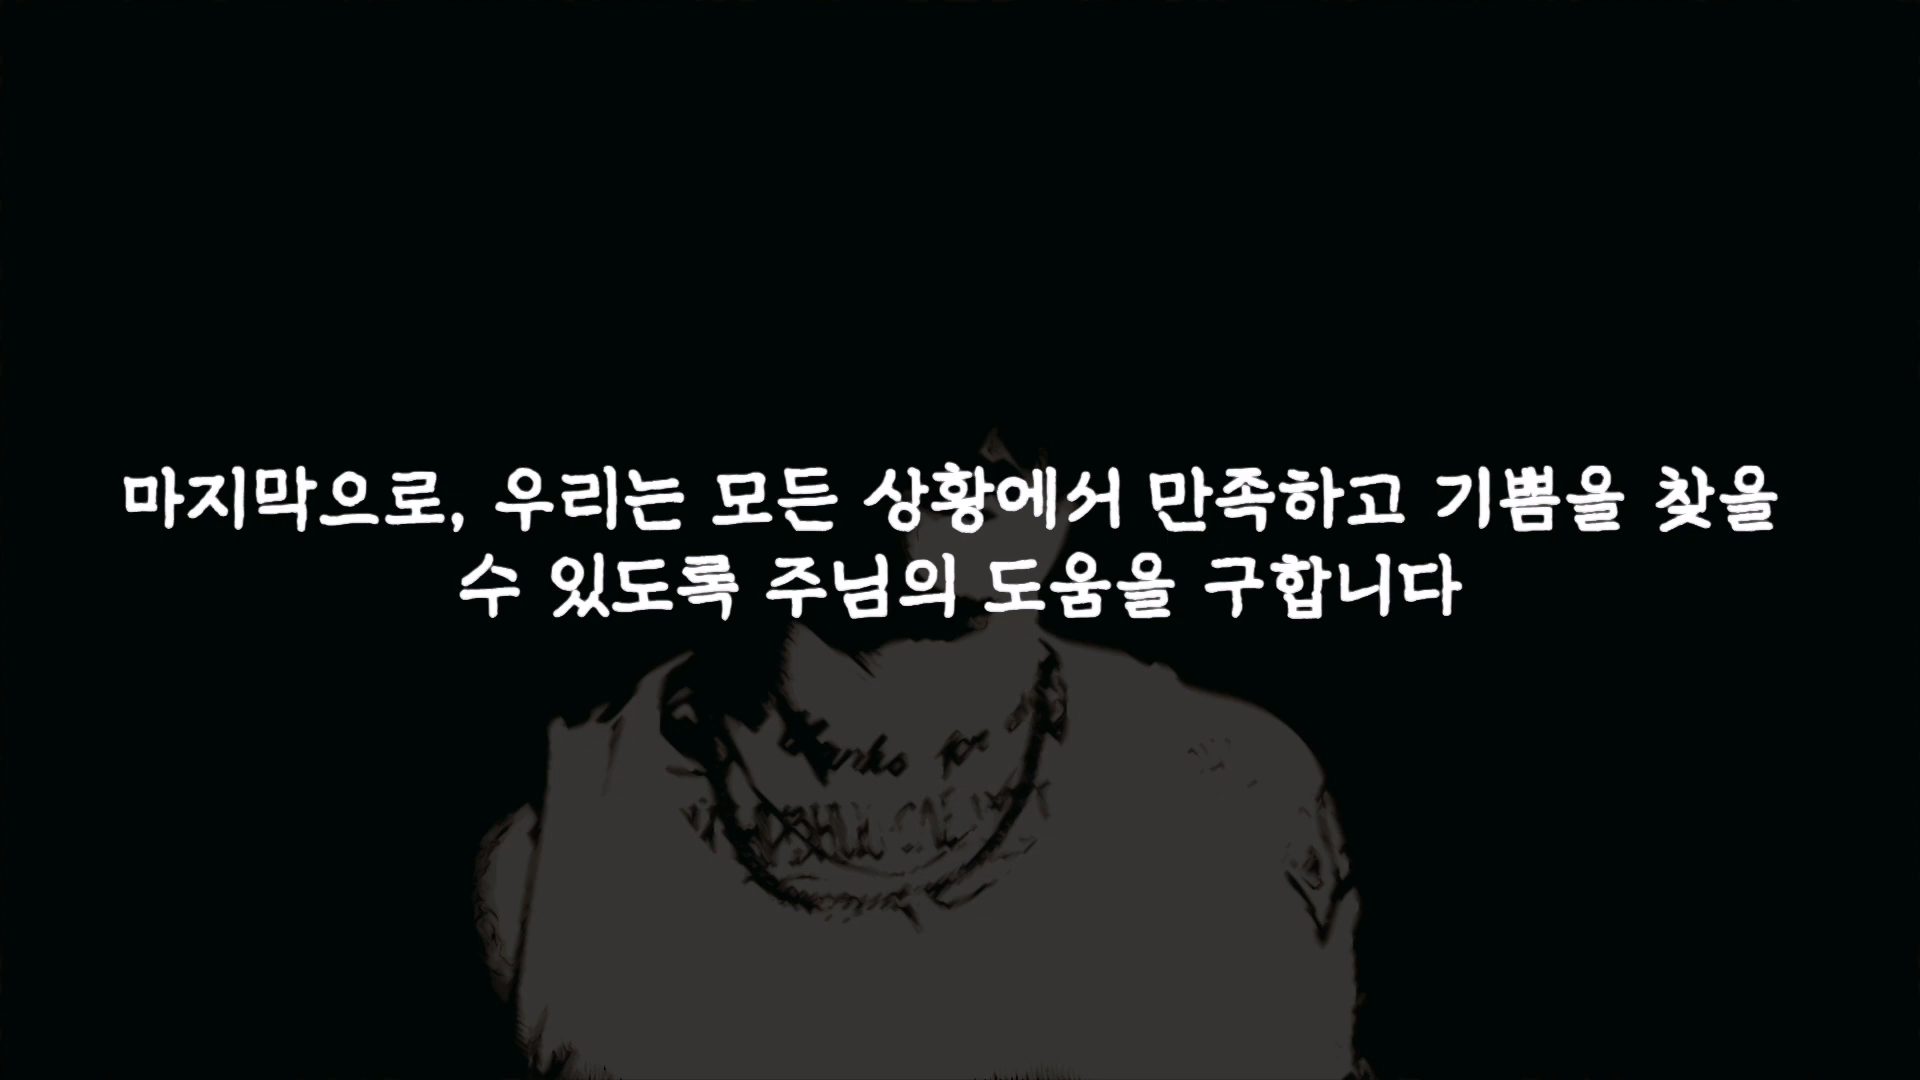 마지막으로, 우리는 모든 상황에서 만족하고 기쁨을 찾을
수 있도록 주님의 도움을 구합니다
for